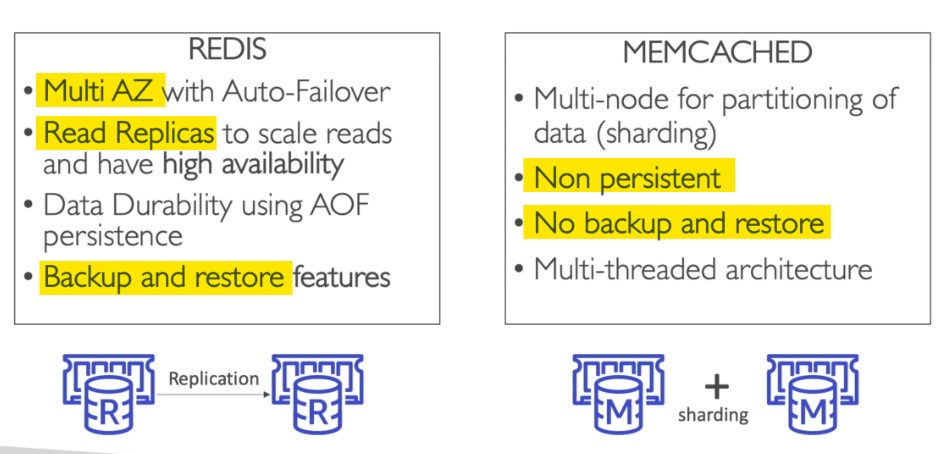 REDIS
• Multi AZ with Auto-Failover
• Read Replicas to scale reads
and have high availability
• Data Durability using AOF
persistence
• Backup and restore features
MEMCACHED
• Multi-node for partitioning of
data (sharding)
• Non persistent
• No backup and restore
• Multi-threaded architecture
R
Replication
R
M
+
sharding
M